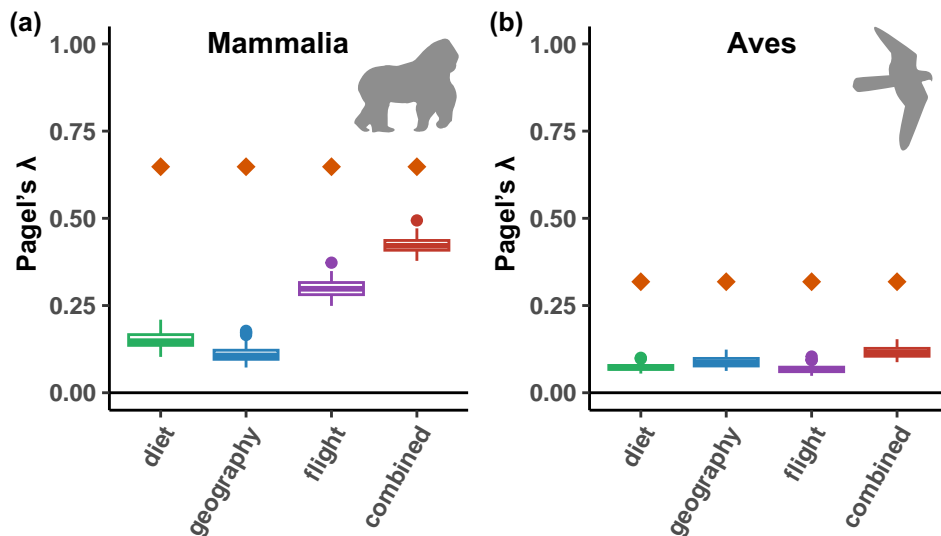 (a)
Mammalia
Pagel's λ
1.00
0.75
0.50
0.25
0.00
diet
geography
flight
combined
(b)
Aves
Pagel's λ
1.00
0.75
0.50
0.25
0.00
diet
geography
flight
combined